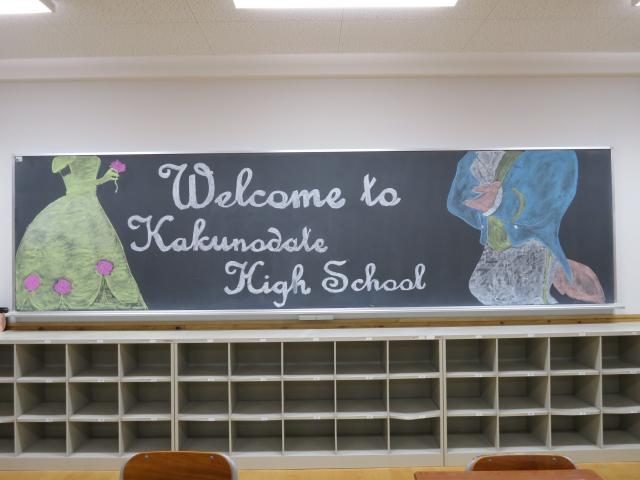 Welcome to
Kakunodate
High School